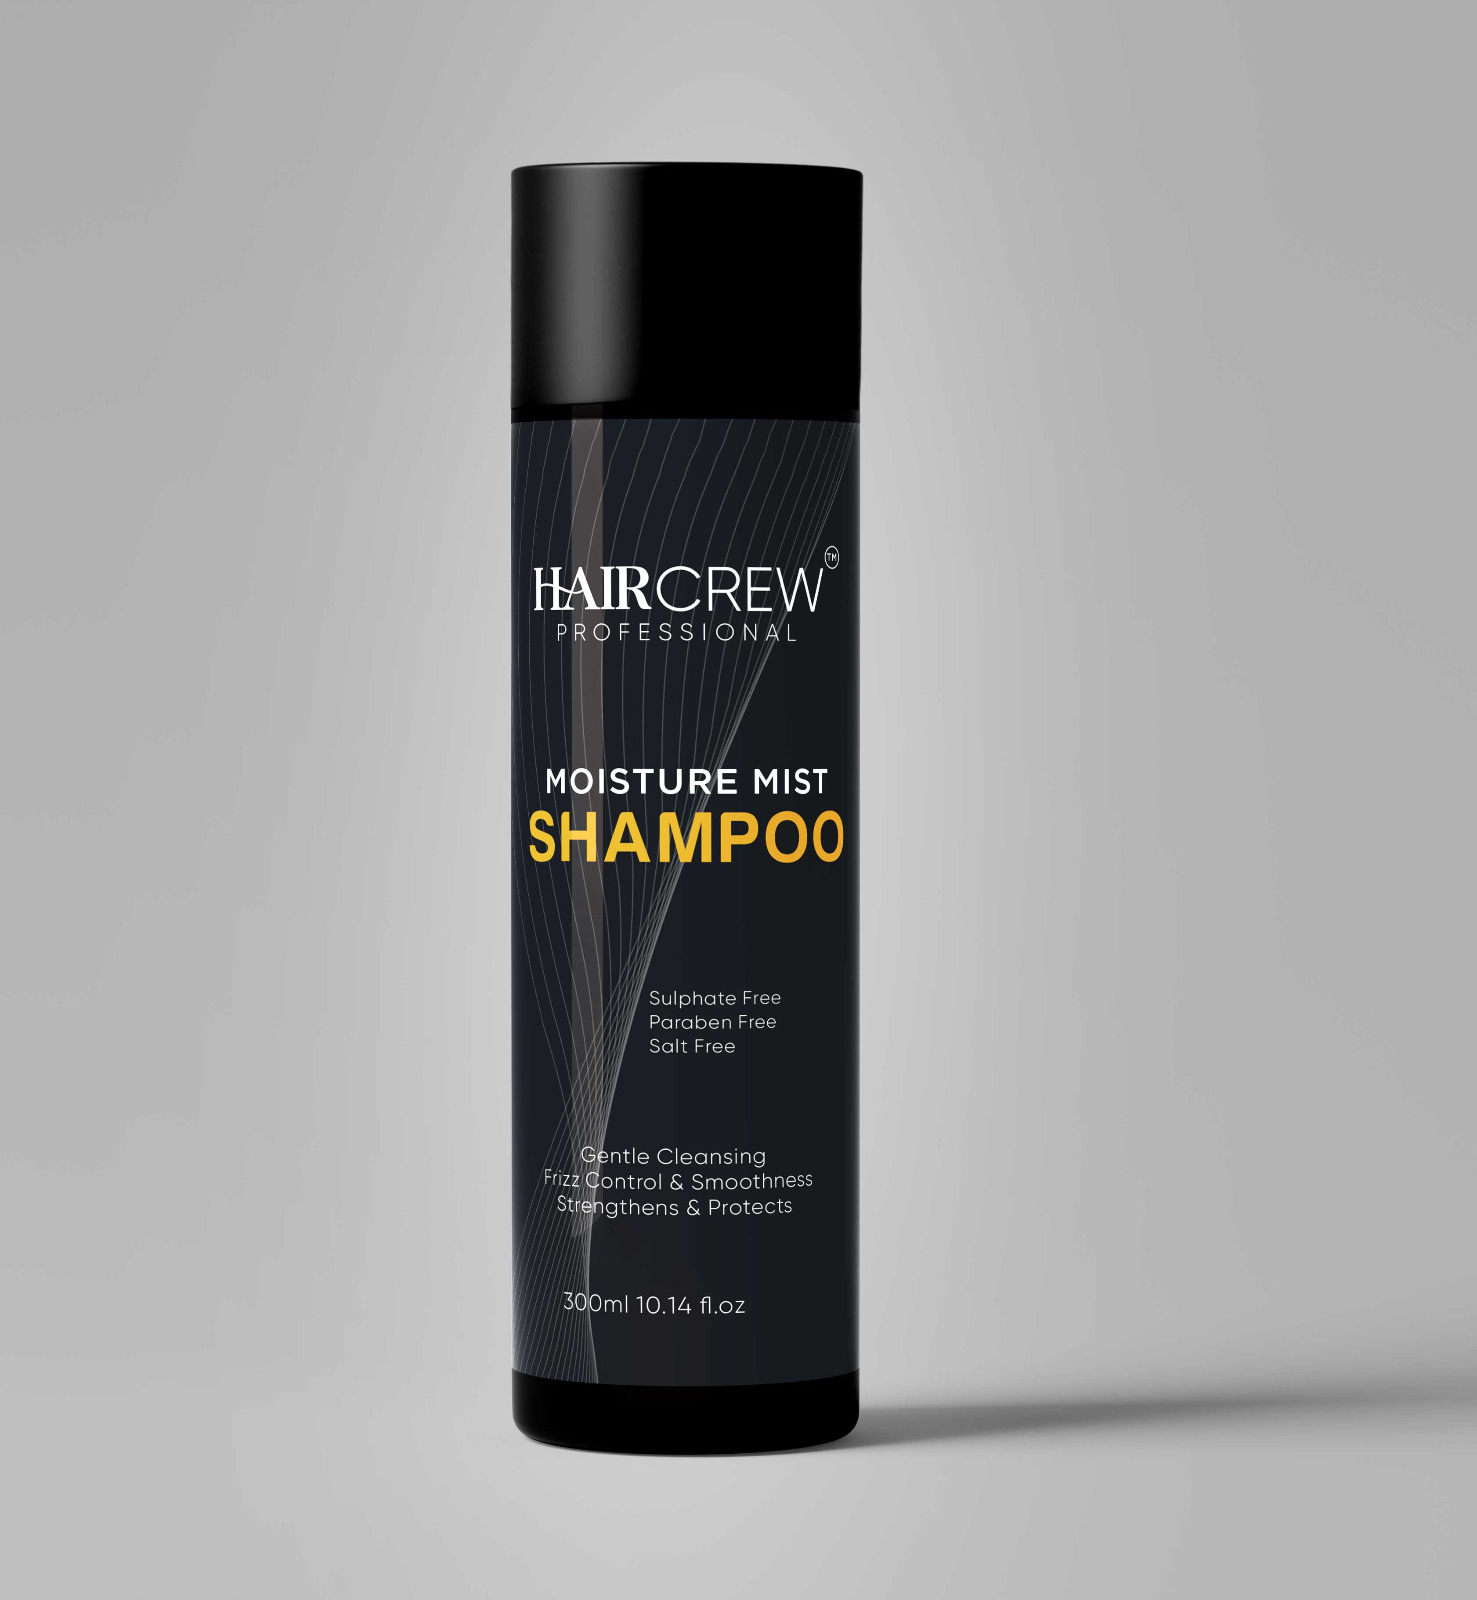 HAIRCREW™
PROFESSIONAL
MOISTURE MIST
SHAMPOO
Sulphate Free
Paraben Free
Salt Free
Gentle Cleansing
Frizz Control & Smoothness
Strengthens & Protects
300ml 10.14 fl.oz